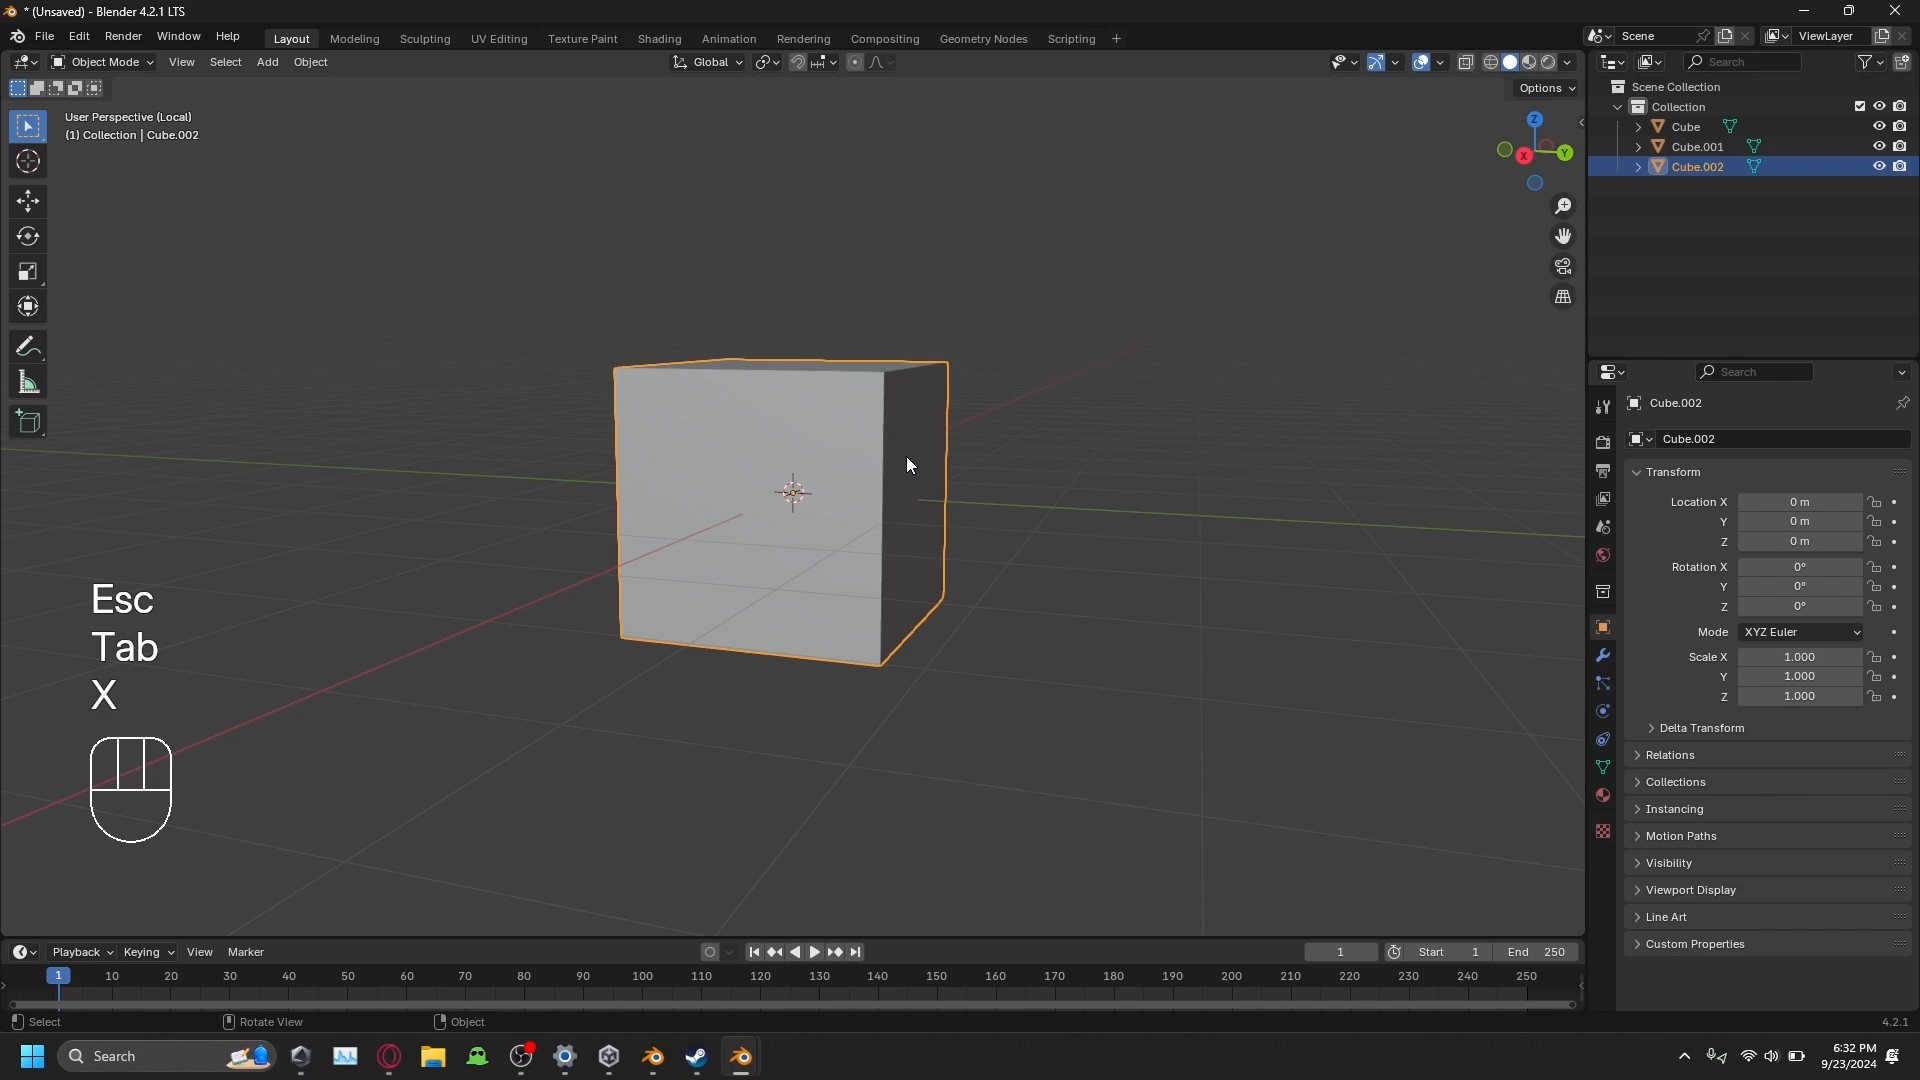 * (Unsaved) - Blender 4.2.1 LTS
File Edit Render Window Help
Layout Modeling Sculpting UV Editing Texture Paint Shading Animation Rendering Compositing Geometry Nodes Scripting +
Scene
ViewLayer
Object Mode View Select Add Object
Global
Search
Options
User Perspective (Local)
(1) Collection | Cube.002
Z
Y
X
Scene Collection
Collection
Cube
Cube.001
Cube.002
Search
Cube.002
Cube.002
Transform
Location X 0 m
Y 0 m
Z 0 m
Rotation X 0°
Y 0°
Z 0°
Mode XYZ Euler
Scale X 1.000
Y 1.000
Z 1.000
Delta Transform
Relations
Collections
Instancing
Motion Paths
Visibility
Viewport Display
Line Art
Custom Properties
Esc
Tab
X
Playback Keying View Marker
1 Start 1 End 250
1 10 20 30 40 50 60 70 80 90 100 110 120 130 140 150 160 170 180 190 200 210 220 230 240 250
Select Rotate View Object
4.2.1
Search
6:32 PM
9/23/2024